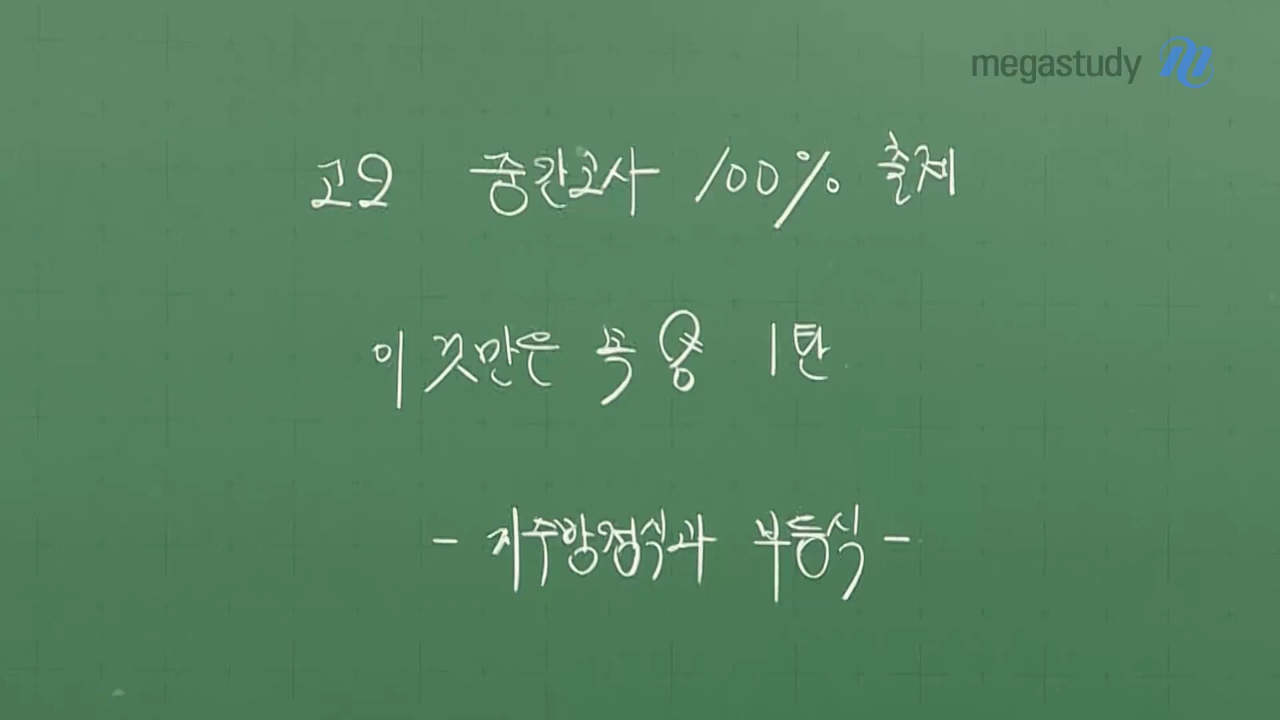 megastudy
고2 중간고사 100% 출제
이것만은 꼭 용 1탄
- 지수방정식과 부등식 -